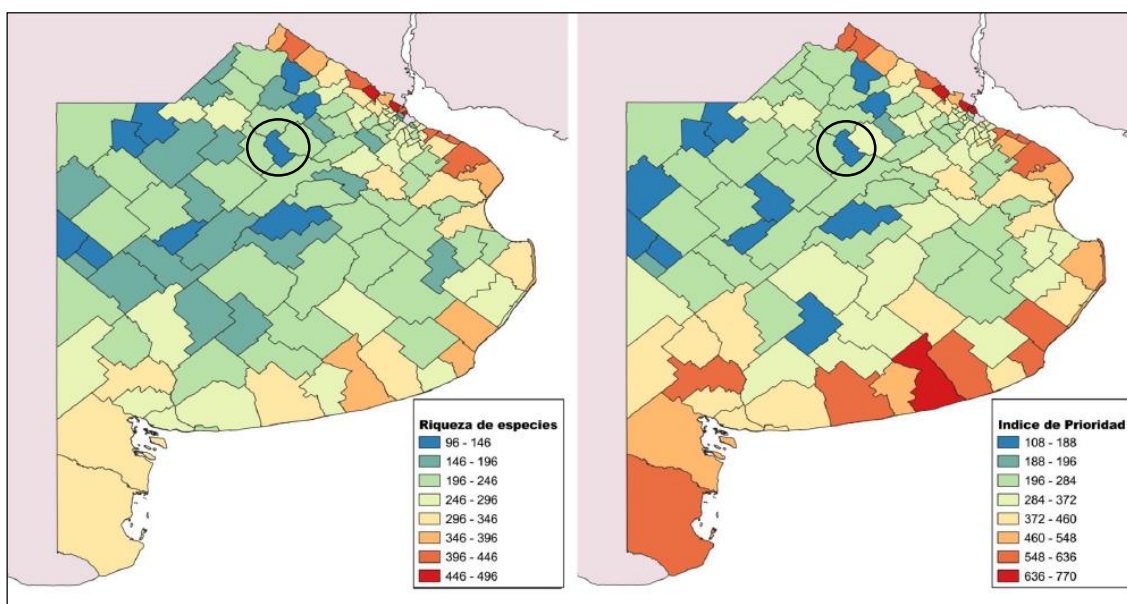 Riqueza de especies
96 - 146
146 - 196
196 - 246
246 - 296
296 - 346
346 - 396
396 - 446
446 - 496
Indice de Prioridad
108 - 188
188 - 196
196 - 284
284 - 372
372 - 460
460 - 548
548 - 636
636 - 770